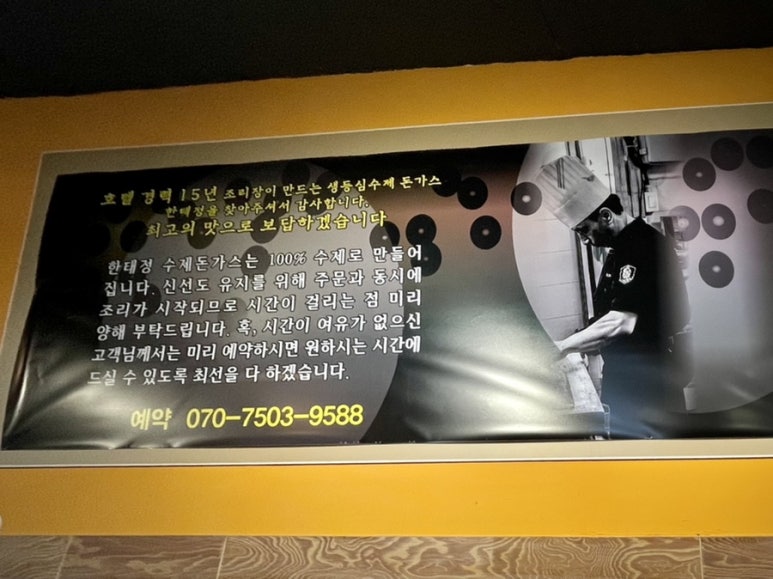 호텔 경력 15년 조리장이 만드는 생등심수제 돈가스
한태정을 찾아주셔서 감사합니다.
최고의 맛으로 보답하겠습니다
한태정 수제돈가스는 100% 수제로 만들어
집니다. 신선도 유지를 위해 주문과 동시에
조리가 시작되므로 시간이 걸리는 점 미리
양해 부탁드립니다. 혹, 시간이 여유가 없으신
고객님께서는 미리 예약하시면 원하시는 시간에
드실 수 있도록 최선을 다 하겠습니다.
예약 070-7503-9588